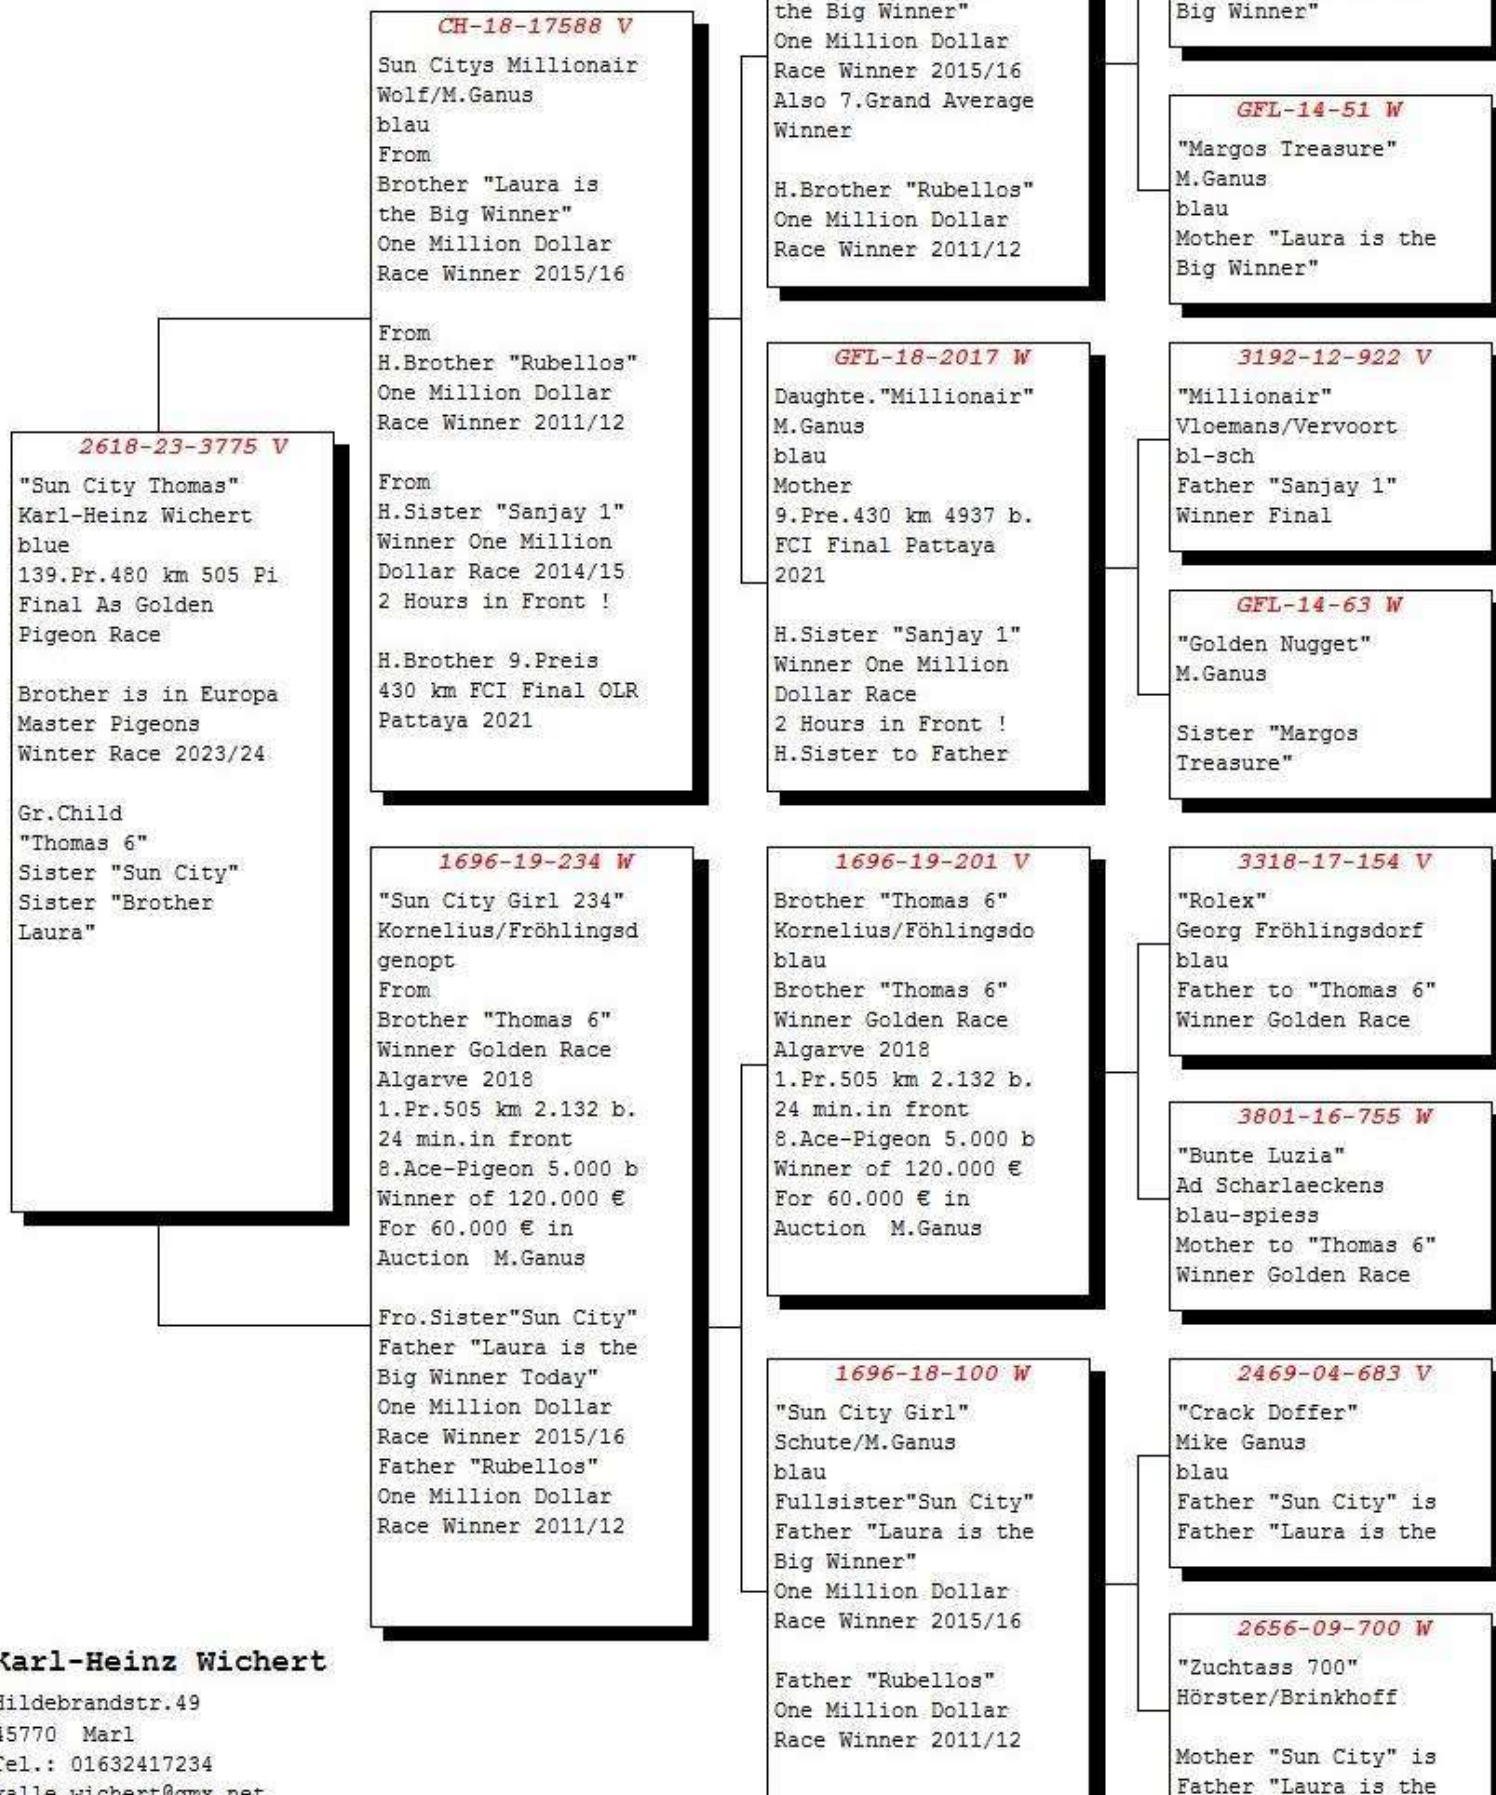 2618-23-3775 V
"Sun City Thomas"
Karl-Heinz Wichert
blue
139.Pr.480 km 505 Pi
Final As Golden
Pigeon Race
Brother is in Europa
Master Pigeons
Winter Race 2023/24
Gr.Child
"Thomas 6"
Sister "Sun City"
Sister "Brother
Laura"
CH-18-17588 V
Sun Citys Millionair
Wolf/M.Ganus
blau
From
Brother "Laura is
the Big Winner"
One Million Dollar
Race Winner 2015/16
From
H.Brother "Rubellos"
One Million Dollar
Race Winner 2011/12
From
H.Sister "Sanjay 1"
Winner One Million
Dollar Race 2014/15
2 Hours in Front !
H.Brother 9.Preis
430 km FCI Final OLR
Pattaya 2021
1696-19-234 W
"Sun City Girl 234"
Kornelius/Fröhlingsd
genopt
From
Brother "Thomas 6"
Winner Golden Race
Algarve 2018
1.Pr.505 km 2.132 b.
24 min.in front
8.Ace-Pigeon 5.000 b
Winner of 120.000 €
For 60.000 € in
Auction  M.Ganus
Fro.Sister"Sun City"
Father "Laura is the
Big Winner Today"
One Million Dollar
Race Winner 2015/16
Father "Rubellos"
One Million Dollar
Race Winner 2011/12
the Big Winner"
One Million Dollar
Race Winner 2015/16
Also 7.Grand Average
Winner
H.Brother "Rubellos"
One Million Dollar
Race Winner 2011/12
GFL-18-2017 W
Daughte."Millionair"
M.Ganus
blau
Mother
9.Pre.430 km 4937 b.
FCI Final Pattaya
2021
H.Sister "Sanjay 1"
Winner One Million
Dollar Race
2 Hours in Front !
H.Sister to Father
1696-19-201 V
Brother "Thomas 6"
Kornelius/Föhlingsdo
blau
Brother "Thomas 6"
Winner Golden Race
Algarve 2018
1.Pr.505 km 2.132 b.
24 min.in front
8.Ace-Pigeon 5.000 b
Winner of 120.000 €
For 60.000 € in
Auction  M.Ganus
1696-18-100 W
"Sun City Girl"
Schute/M.Ganus
blau
Fullsister"Sun City"
Father "Laura is the
Big Winner"
One Million Dollar
Race Winner 2015/16
Father "Rubellos"
One Million Dollar
Race Winner 2011/12
Big Winner"
GFL-14-51 W
"Margos Treasure"
M.Ganus
blau
Mother "Laura is the
Big Winner"
3192-12-922 V
"Millionair"
Vloemans/Vervoort
bl-sch
Father "Sanjay 1"
Winner Final
GFL-14-63 W
"Golden Nugget"
M.Ganus
Sister "Margos
Treasure"
3318-17-154 V
"Rolex"
Georg Fröhlingsdorf
blau
Father to "Thomas 6"
Winner Golden Race
3801-16-755 W
"Bunte Luzia"
Ad Scharlaeckens
blau-spiess
Mother to "Thomas 6"
Winner Golden Race
2469-04-683 V
"Crack Doffer"
Mike Ganus
blau
Father "Sun City" is
Father "Laura is the
2656-09-700 W
"Zuchtass 700"
Hörster/Brinkhoff
Mother "Sun City" is
Father "Laura is the
Karl-Heinz Wichert
Hildebrandstr.49
45770  Marl
Tel.: 01632417234
kalle.wichert@gmx.net